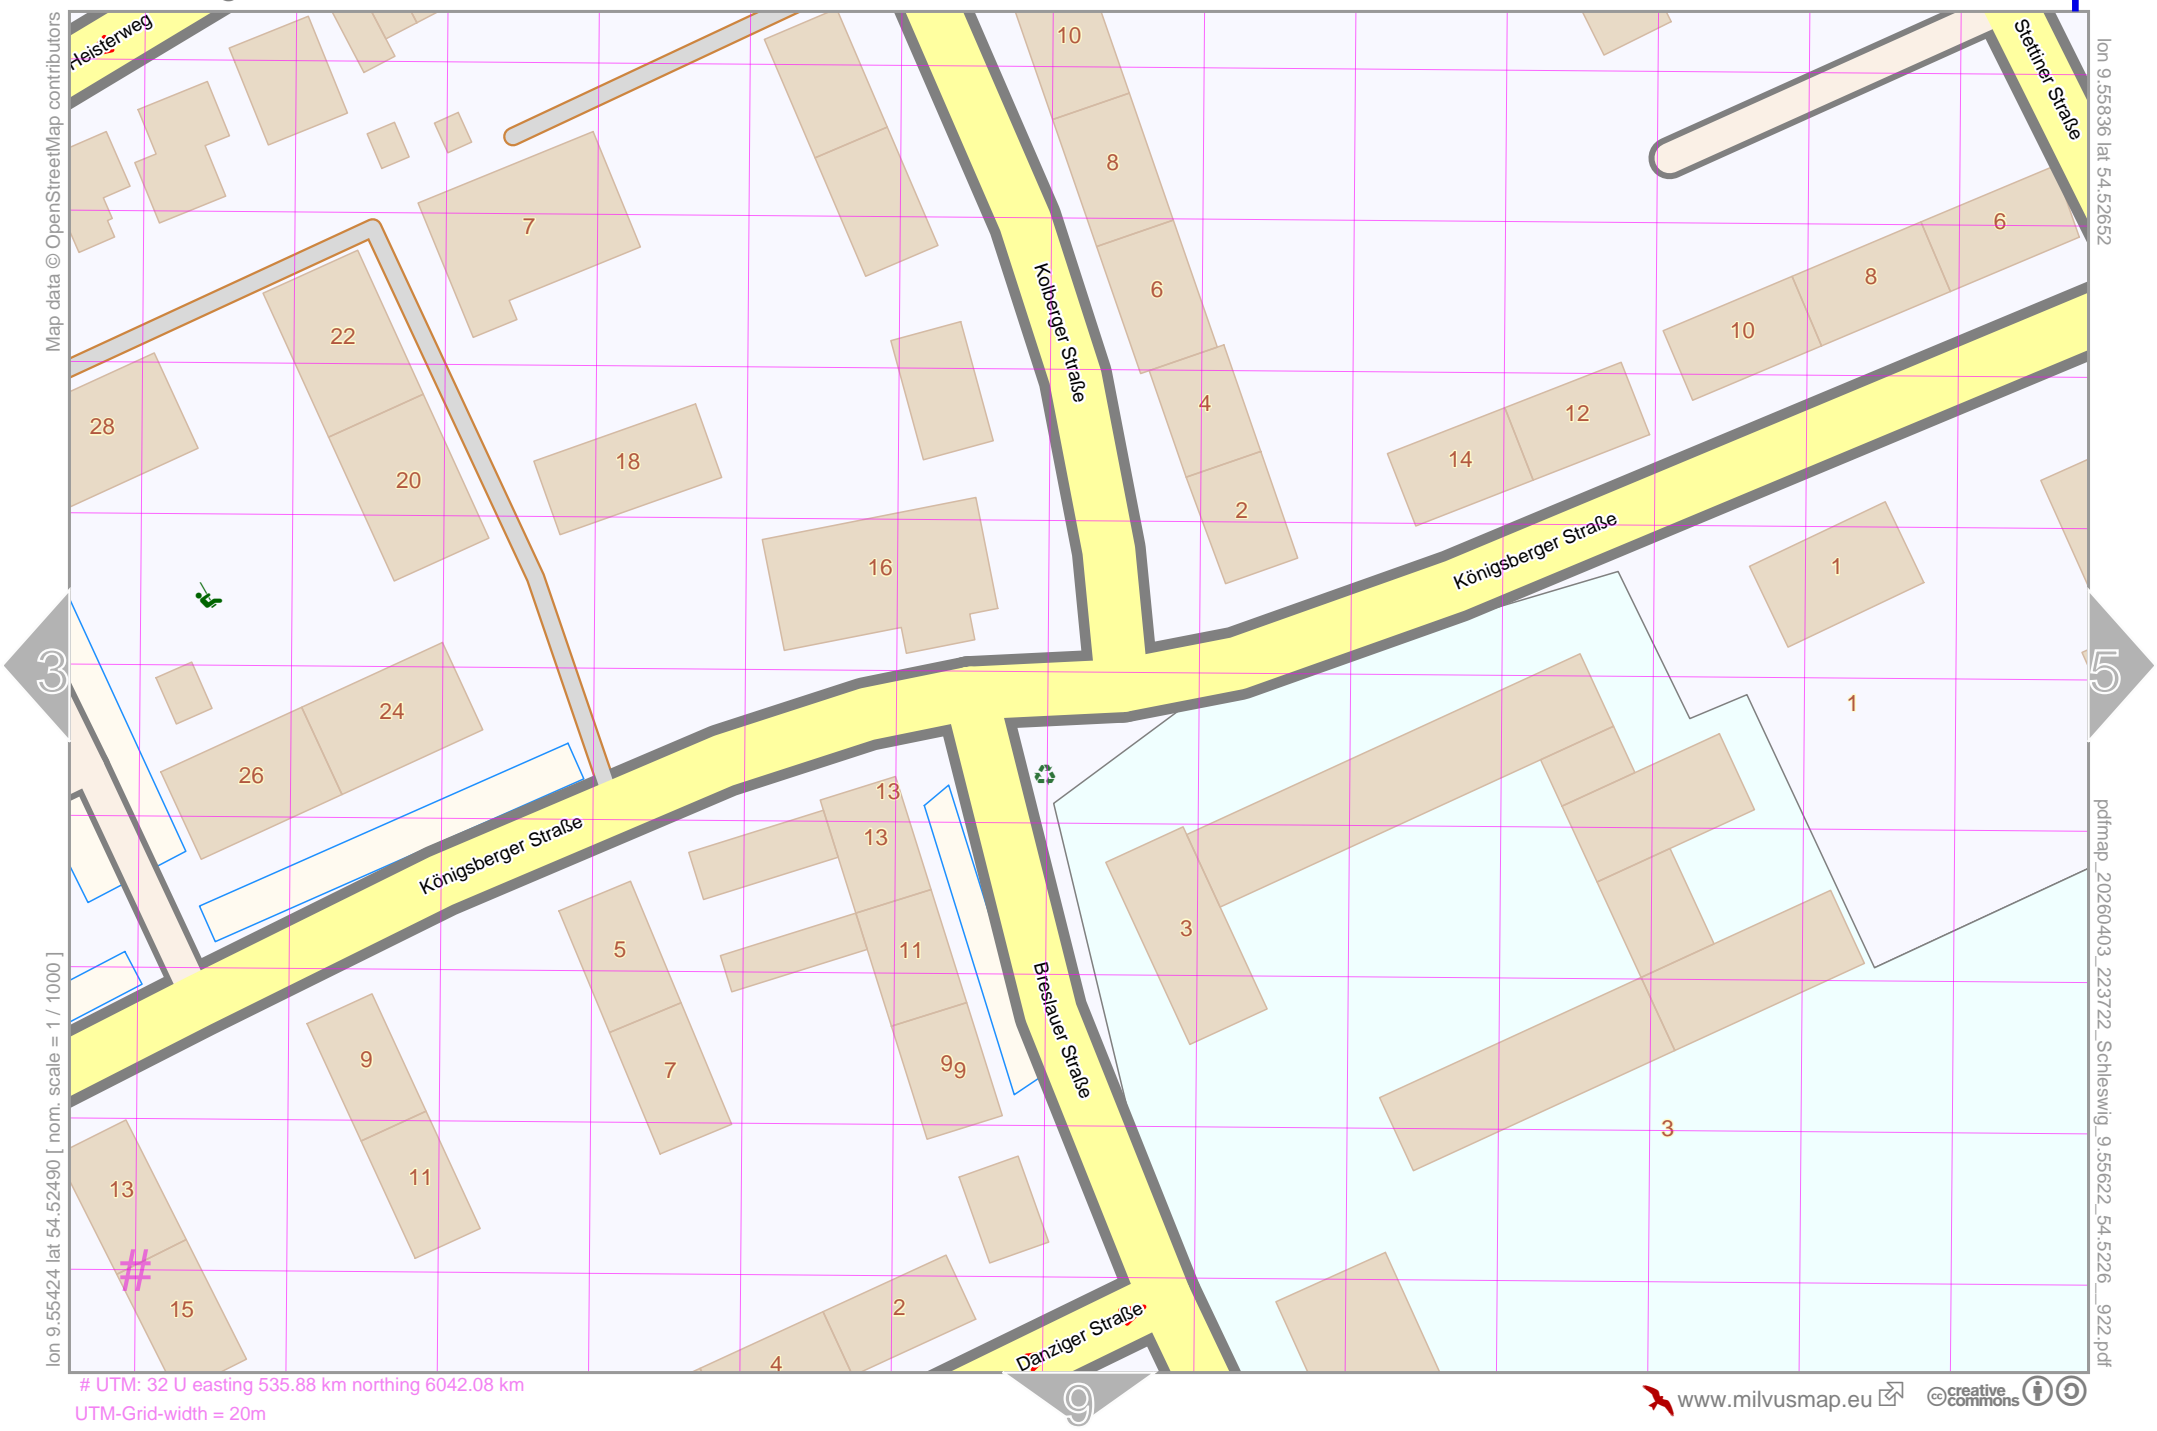 Map data © OpenStreetMap contributors
lon 9.55424 lat 54.52490 [ nom. scale = 1 / 1000 ]
lon 9.55836 lat 54.52652
pdfmap_20260403_223722_Schleswig_9.55622_54.5226__922.pdf
Heisterweg
Stettiner Straße
Kolberger Straße
Königsberger Straße
Königsberger Straße
Breslauer Straße
Danziger Straße
10
8
7
6
6
8
22
10
28
4
12
18
14
20
2
16
1
3
5
24
1
26
13
13
3
5
11
9
7
9
9
3
11
13
15
2
4
#
9
# UTM: 32 U easting 535.88 km northing 6042.08 km
UTM-Grid-width = 20m
www.milvusmap.eu
cc creative commons